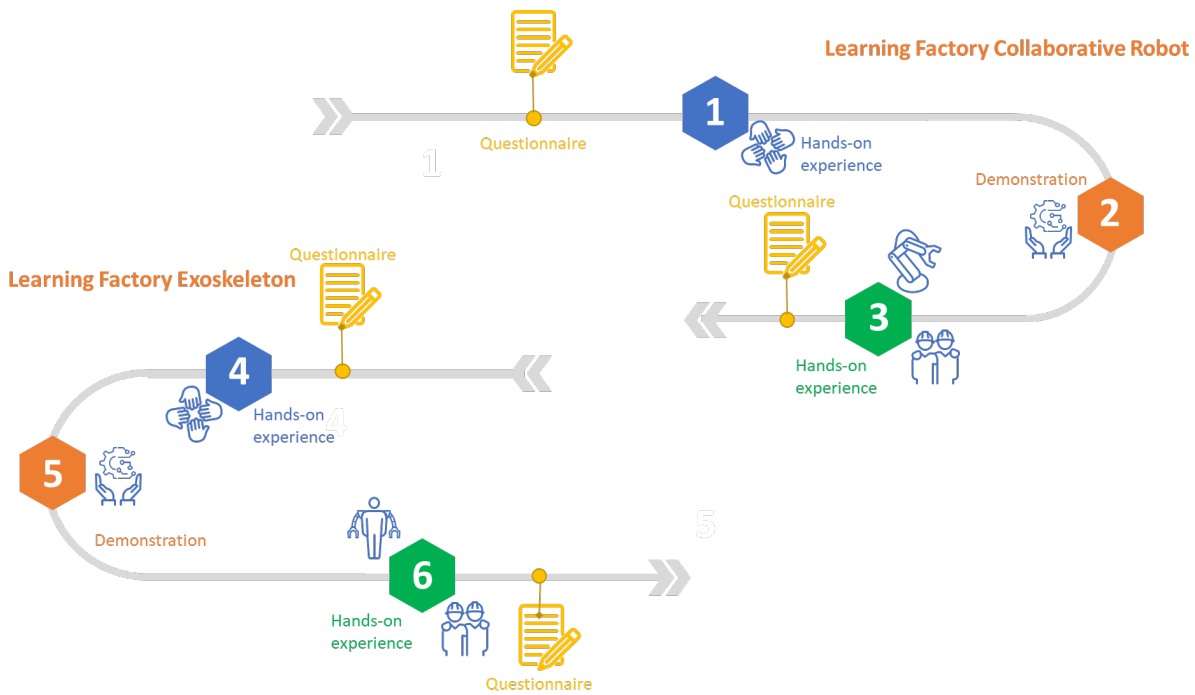 Learning Factory Collaborative Robot
1
Questionnaire
Hands-on
experience
1
Demonstration
2
Questionnaire
3
Hands-on
experience
Learning Factory Exoskeleton
Questionnaire
4
Hands-on
experience
4
5
Demonstration
5
6
Hands-on
experience
Questionnaire